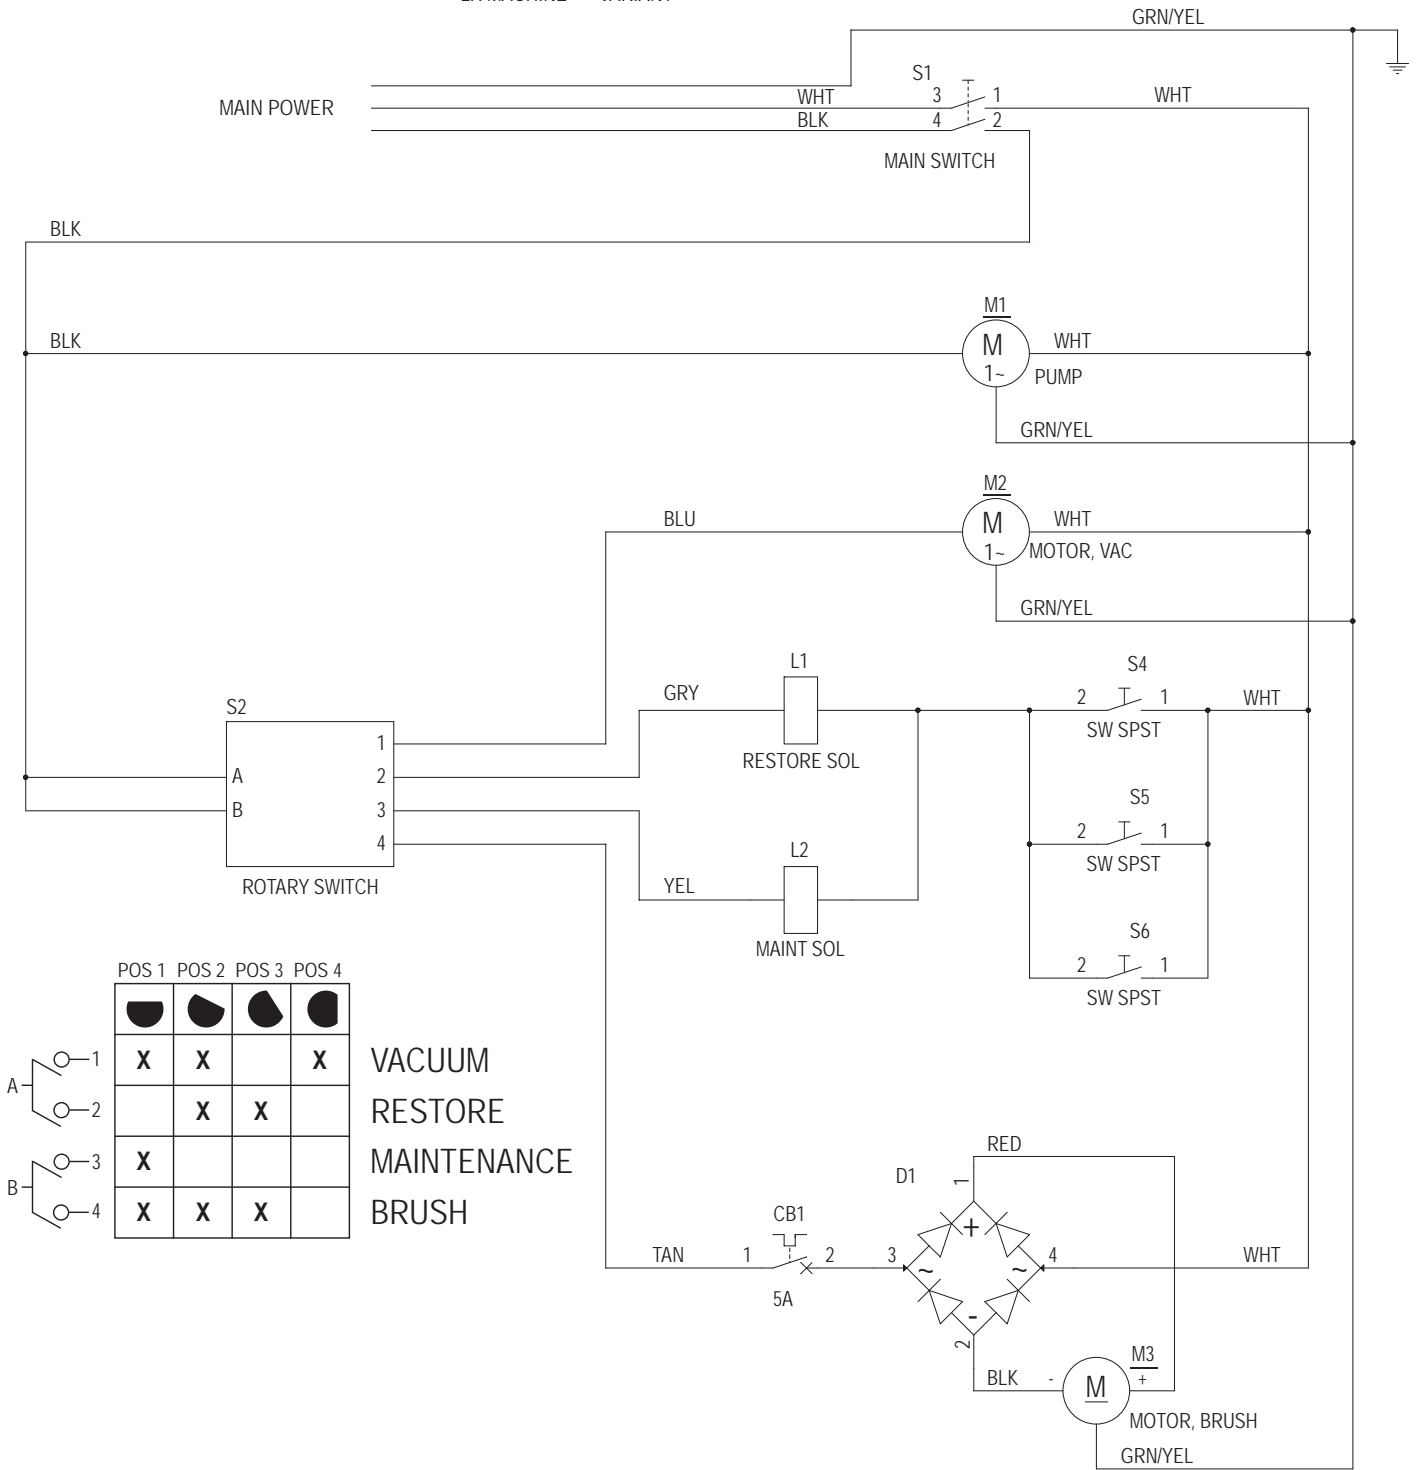 GRN/YEL
S1
MAIN POWER
WHT 3 1 WHT
BLK 4 2
MAIN SWITCH
BLK
M1
BLK M WHT
1~ PUMP
GRN/YEL
M2
BLU M WHT
1~ MOTOR, VAC
GRN/YEL
L1 S4
GRY 2 1 WHT
SW SPST
S2
RESTORE SOL
1
A 2
B 3
4
S5
2 1
SW SPST
L2
ROTARY SWITCH
YEL
MAINT SOL
S6
2 1
SW SPST
POS 1 POS 2 POS 3 POS 4
A 1 X X X VACUUM
2 X X RESTORE
B 3 X MAINTENANCE
4 X X X BRUSH
RED
D1 1
CB1 +
TAN 1 2 3 ~ ~ 4 WHT
5A
-
2
M3
BLK - M +
MOTOR, BRUSH
GRN/YEL